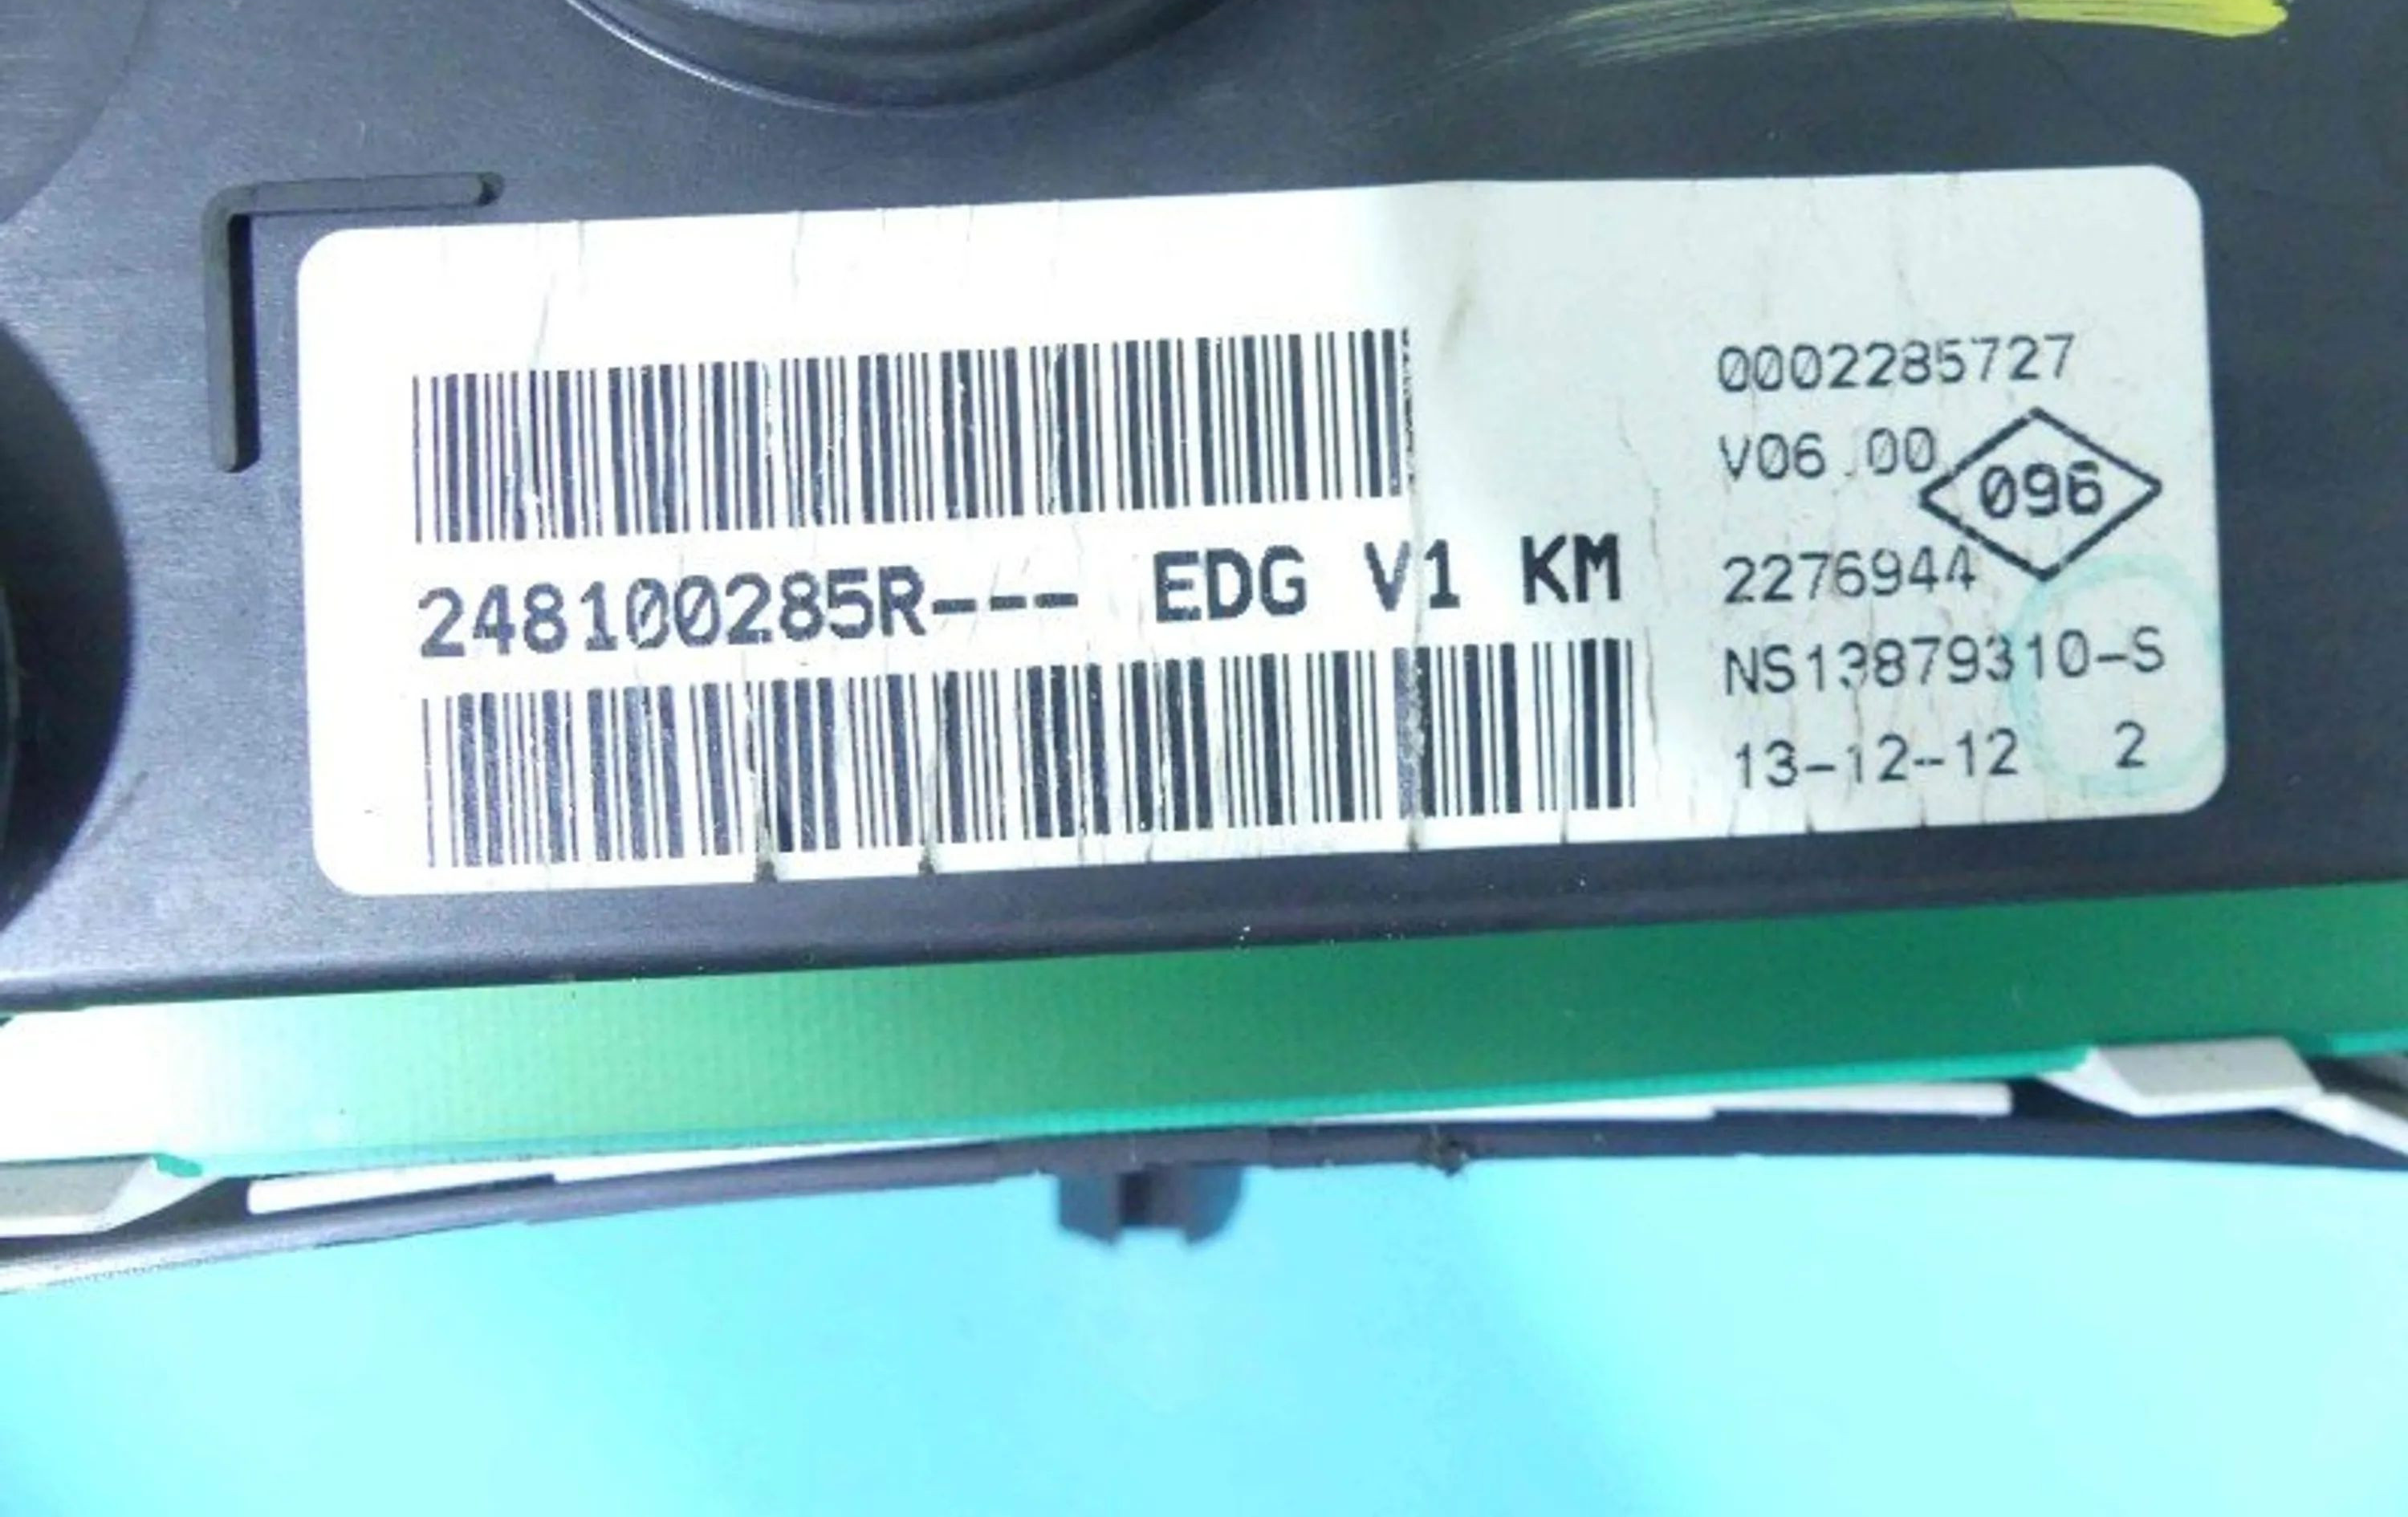 248100285R--- EDG V1 KM
0002285727
V06.00
096
2276944
NS13879310-S
13-12-12 2